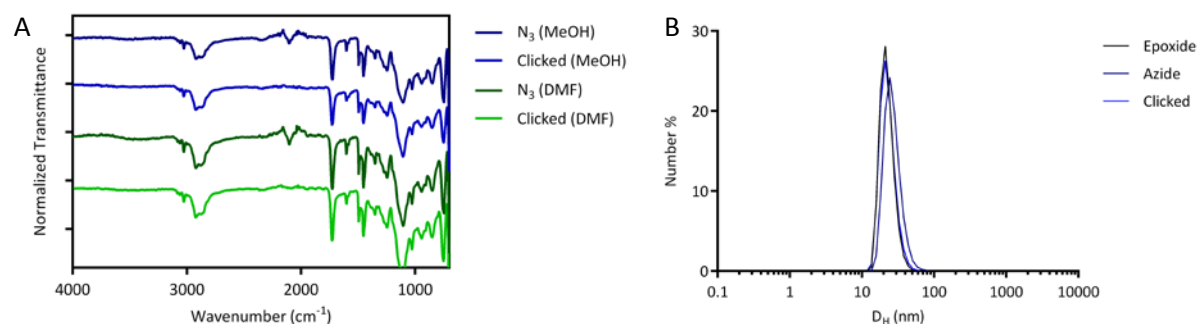 A
Normalized Transmittance
4000
3000
2000
1000
Wavenumber (cm⁻¹)
N₃ (MeOH)
Clicked (MeOH)
N₃ (DMF)
Clicked (DMF)
B
Number %
30
20
10
0
0.1
1
10
100
1000
10000
D_H (nm)
Epoxide
Azide
Clicked